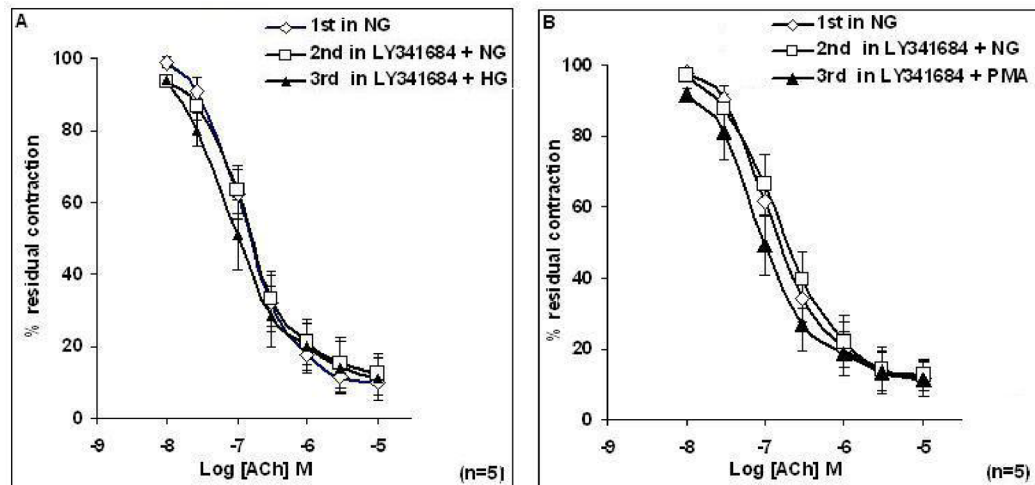 A
1st in NG
2nd in LY341684 + NG
3rd in LY341684 + HG
% residual contraction
100
80
60
40
20
0
-9 -8 -7 -6 -5
Log [ACh] M
(n=5)
B
1st in NG
2nd in LY341684 + NG
3rd in LY341684 + PMA
% residual contraction
100
80
60
40
20
0
-9 -8 -7 -6 -5
Log [ACh] M
(n=5)